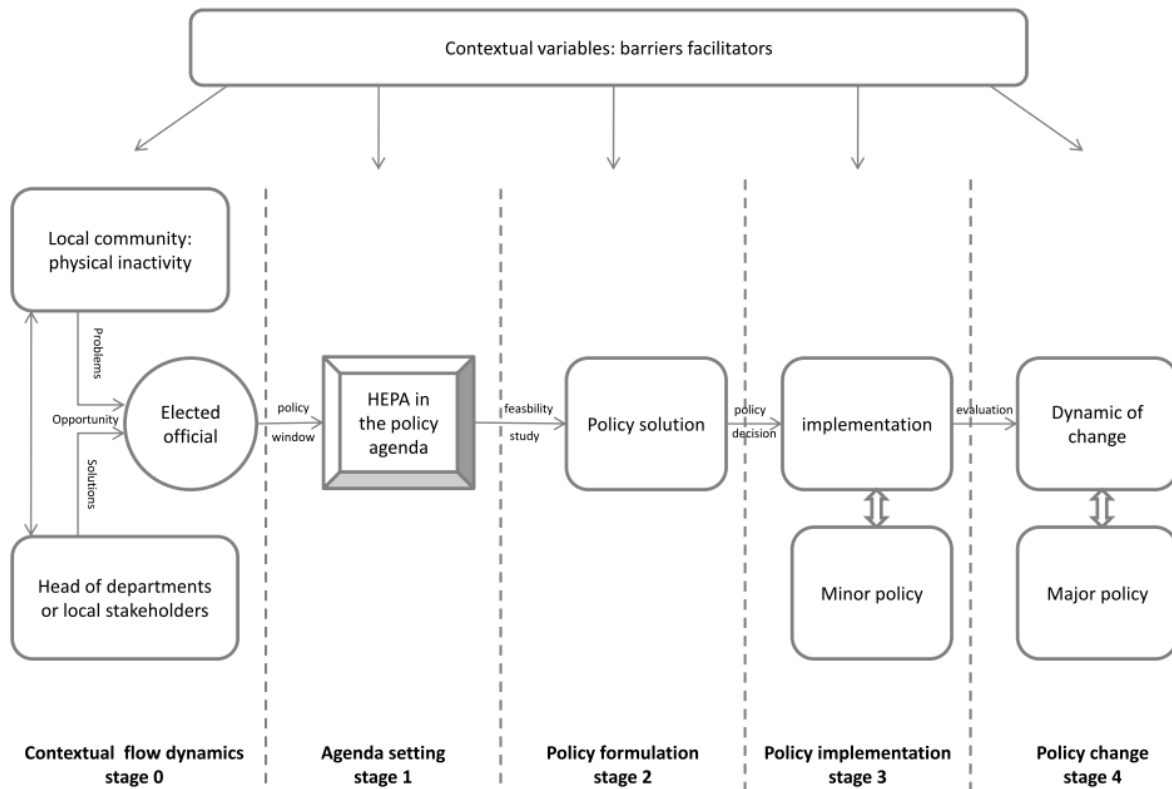 Contextual variables: barriers facilitators
Local community:
physical inactivity
Problems
Opportunity
Solutions
Elected
official
Head of departments
or local stakeholders
policy
window
HEPA in
the policy
agenda
feasbility
study
Policy solution
policy
decision
implementation
Minor policy
evaluation
Dynamic of
change
Major policy
Contextual flow dynamics
stage 0
Agenda setting
stage 1
Policy formulation
stage 2
Policy implementation
stage 3
Policy change
stage 4